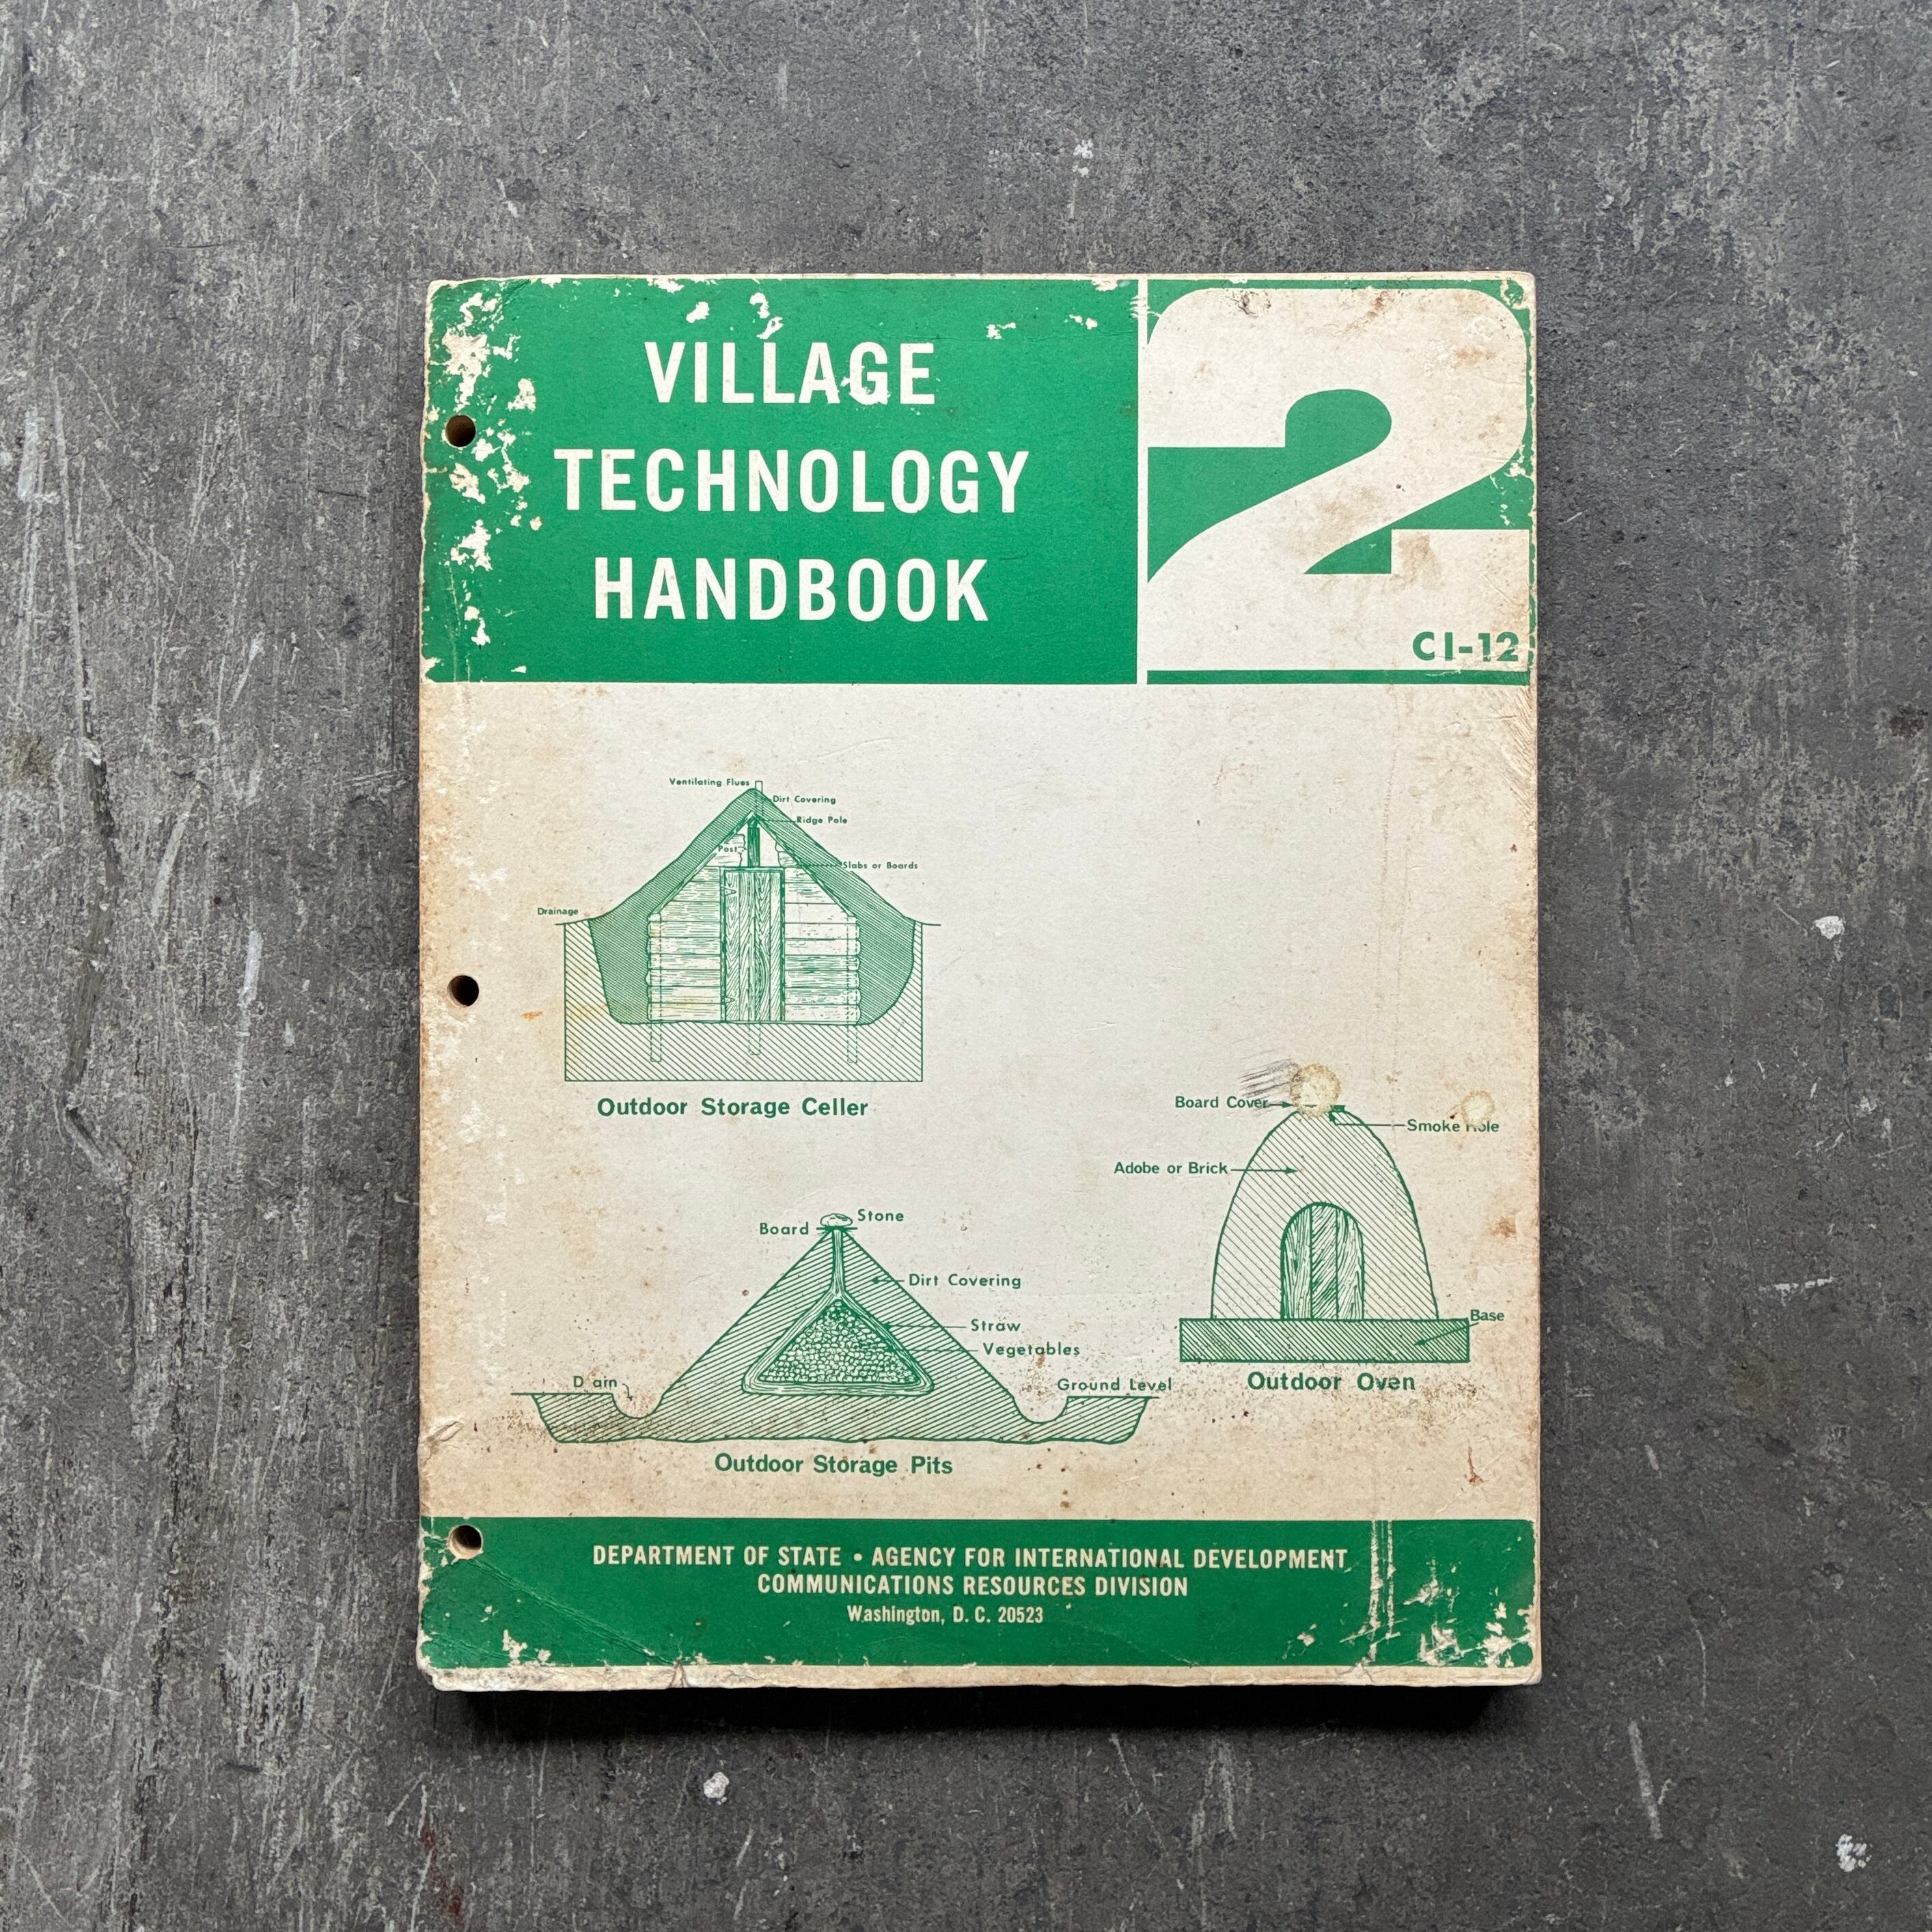 VILLAGE
TECHNOLOGY
HANDBOOK
2
CI-12
Ventilating Flues
Dirt Covering
Ridge Pole
Post
Slabs or Boards
Drainage
Outdoor Storage Celler
Board Cover
Smoke Hole
Adobe or Brick
Base
Outdoor Oven
Stone
Board
Dirt Covering
Straw
Vegetables
D ain
Ground Level
Outdoor Storage Pits
DEPARTMENT OF STATE • AGENCY FOR INTERNATIONAL DEVELOPMENT
COMMUNICATIONS RESOURCES DIVISION
Washington, D. C. 20523